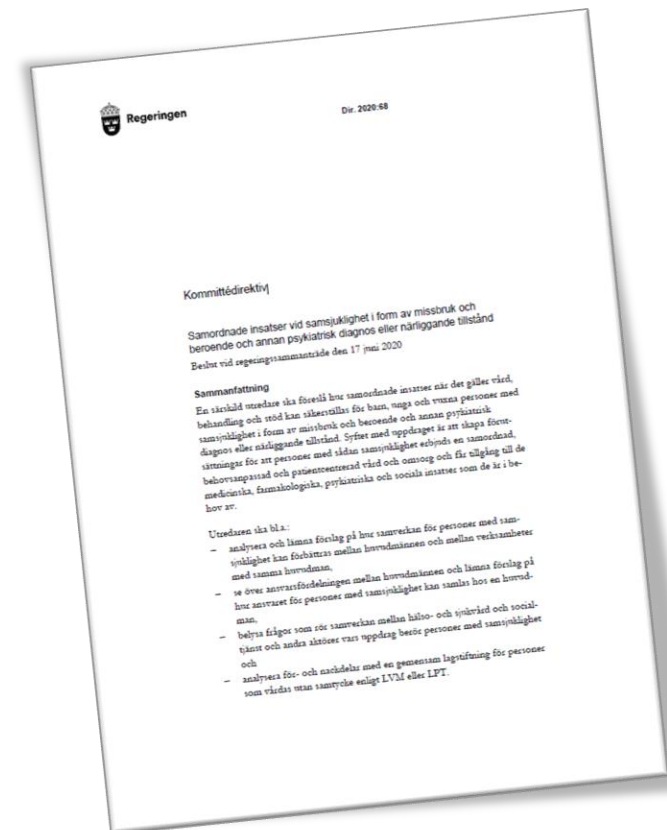 Regeringen
Dir. 2020:68
Kommittédirektiv
Samordnade insatser vid samsjuklighet i form av missbruk och
beroende och annan psykiatrisk diagnos eller närliggande tillstånd
Beslut vid regeringssammanträde den 17 juni 2020
Sammanfattning
En särskild utredare ska föreslå hur samordnade insatser när det gäller vård,
behandling och stöd kan säkerställas för barn, unga och vuxna personer med
samsjuklighet i form av missbruk och beroende och annan psykiatrisk
diagnos eller närliggande tillstånd. Syftet med uppdraget är att skapa förut-
sättningar för att personer med sådan samsjuklighet erbjuds en samordnad,
behovsanpassad och patientcentrerad vård och omsorg och får tillgång till de
medicinska, farmakologiska, psykiatriska och sociala insatser som de är i be-
hov av.
Utredaren ska bl.a.:
– analysera och lämna förslag på hur samverkan för personer med sam-
sjuklighet kan förbättras mellan huvudmännen och mellan verksamheter
med samma huvudman,
– se över ansvarsfördelningen mellan huvudmännen och lämna förslag på
hur ansvaret för personer med samsjuklighet kan samlas hos en huvud-
man,
– belysa frågor som rör samverkan mellan hälso- och sjukvård och social-
tjänst och andra aktörer vars uppdrag berör personer med samsjuklighet
och
– analysera för- och nackdelar med en gemensam lagstiftning för personer
som vårdas utan samtycke enligt LVM eller LPT.